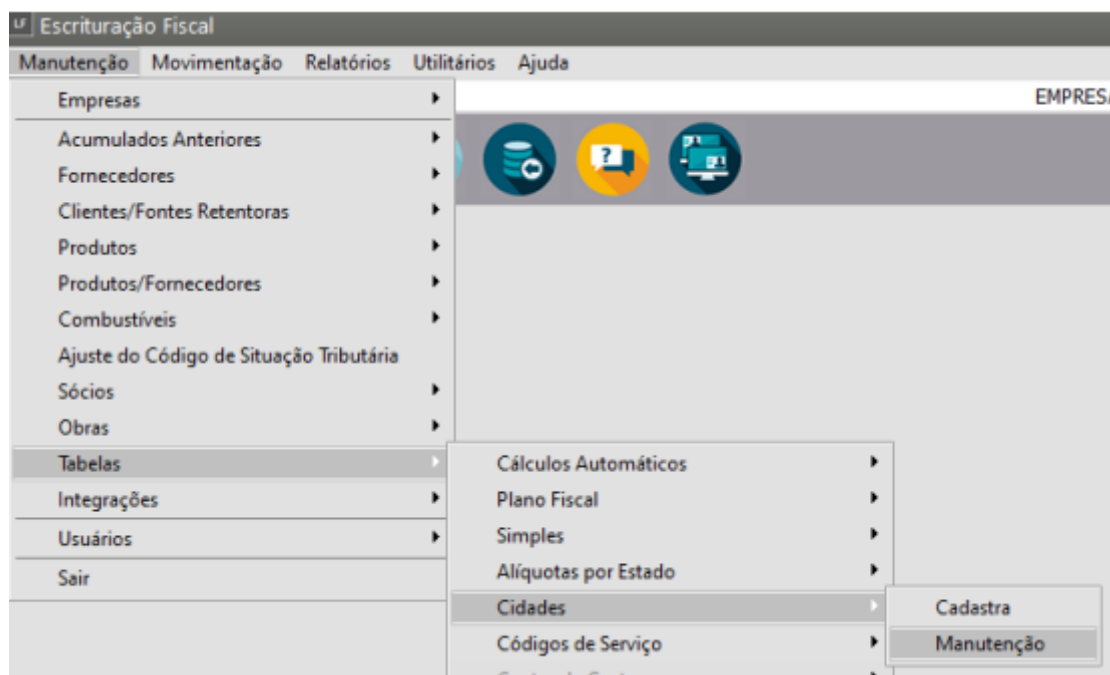 LF Escrituração Fiscal
Manutenção Movimentação Relatórios Utilitários Ajuda
EMPRESA
Empresas
Acumulados Anteriores
Fornecedores
Clientes/Fontes Retentoras
Produtos
Produtos/Fornecedores
Combustíveis
Ajuste do Código de Situação Tributária
Sócios
Obras
Tabelas
Integrações
Usuários
Sair
Cálculos Automáticos
Plano Fiscal
Simples
Alíquotas por Estado
Cidades
Códigos de Serviço
Cadastra
Manutenção